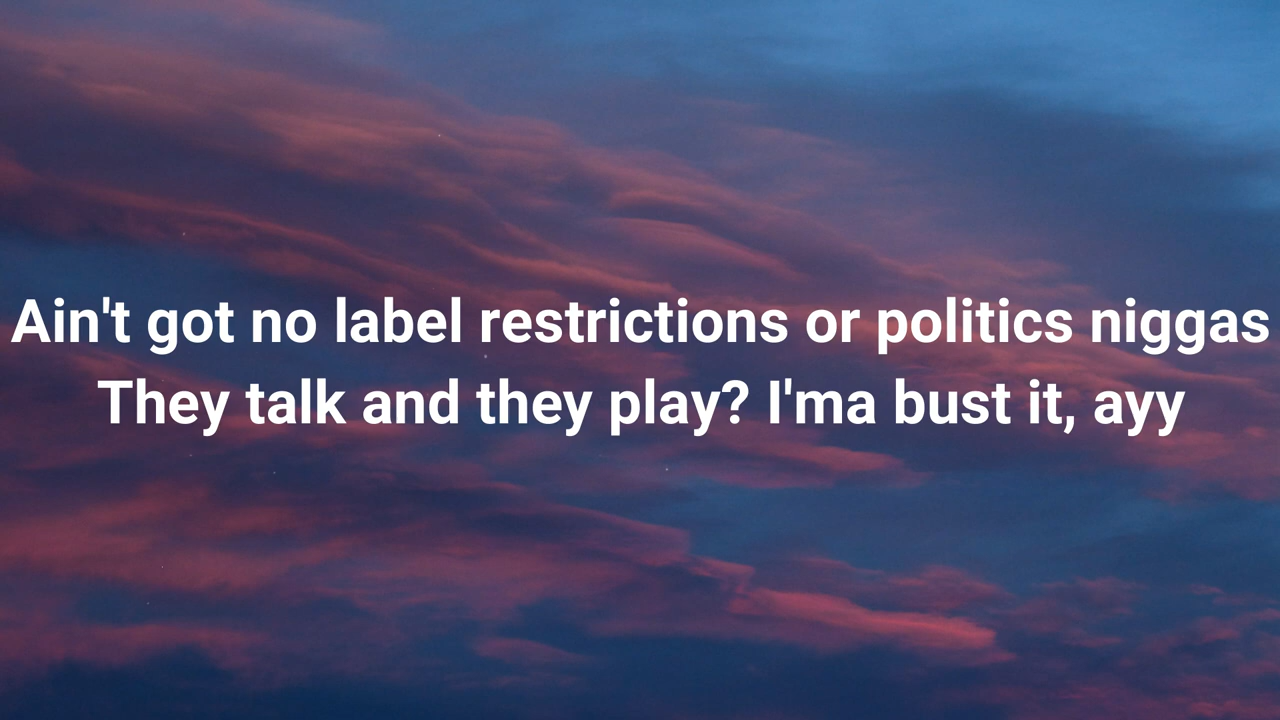 Ain't got no label restrictions or politics niggas
They talk and they play? I'ma bust it, ayy